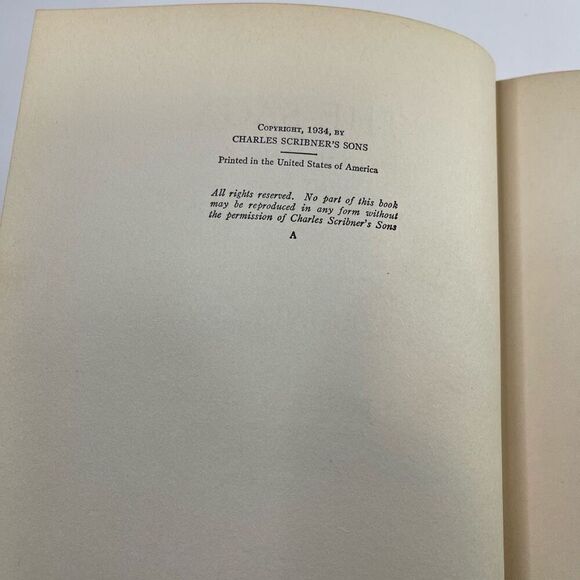 Copyright, 1934, by
CHARLES SCRIBNER'S SONS
Printed in the United States of America
All rights reserved. No part of this book
may be reproduced in any form without
the permission of Charles Scribner's Sons
A